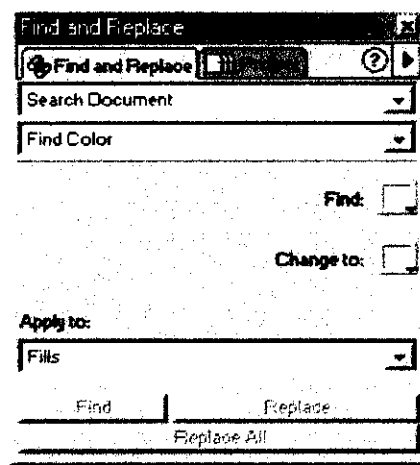 Find and Replace
Find and Replace
?
Search Document
Find Color
Find:
Change to:
Apply to:
Fills
Find Replace
Replace All